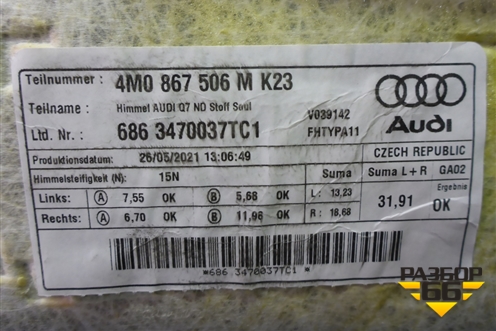 Teilnummer : 4M0 867 506 M K23
Teilname : Himmel AUDI Q7 NO Stoff Soul V039142
Ltd. Nr.: 686 3470037TC1 FHTYPA11
Audi
Produktionsdatum: 26/05/2021 13:06:49 CZECH REPUBLIC
Himmelsteifigkeit (N): 15N Suma Suma L+R GA02
Links: A 7,55 OK B 5,68 OK L: 13,23 Ergebnis
Rechts: A 6,70 OK B 11,98 OK R: 18,68 31,91 OK
*686 3470037TC1 *
РАЗБОР
66